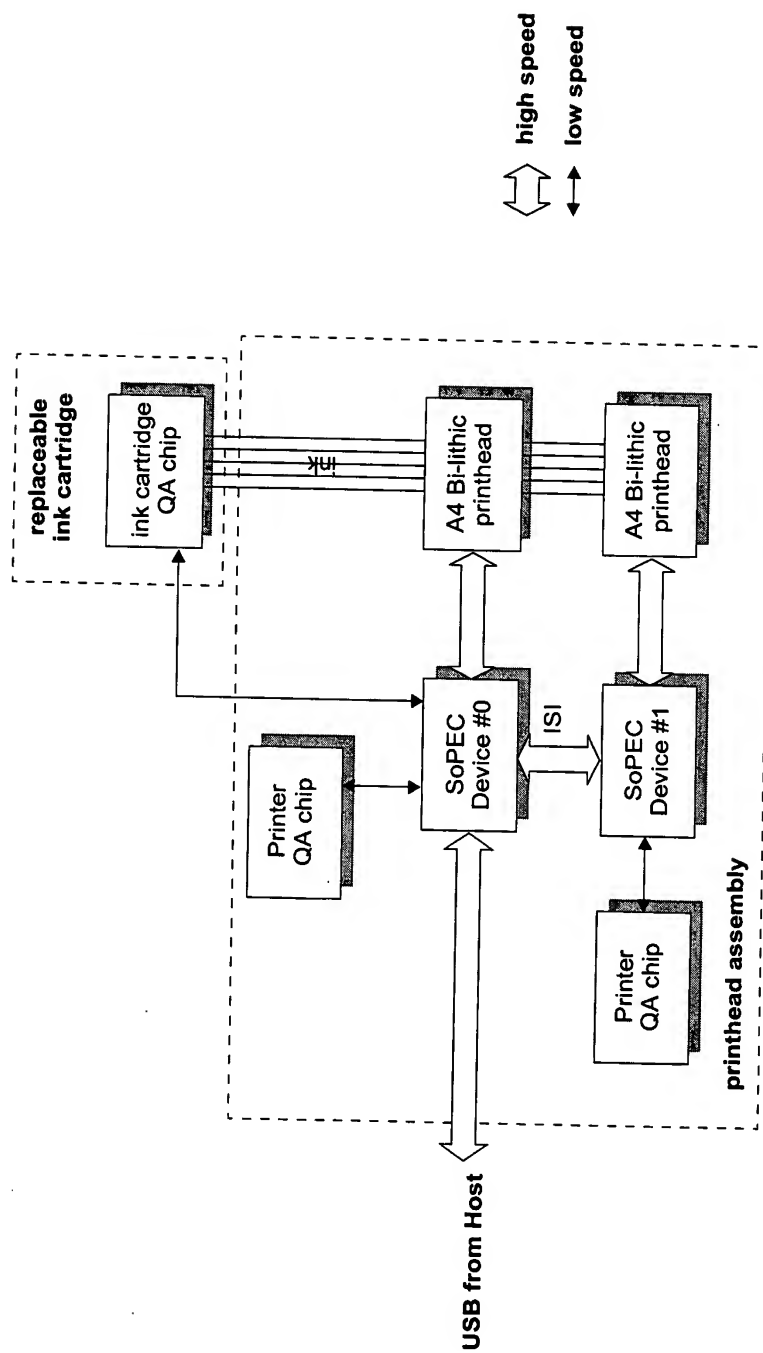 replaceable
ink cartridge
ink cartridge
QA chip
ink
Printer
QA chip
USB from Host
SoPEC
Device #0
A4 Bi-lithic
printhead
ISI
Printer
QA chip
SoPEC
Device #1
A4 Bi-lithic
printhead
printhead assembly
high speed
low speed